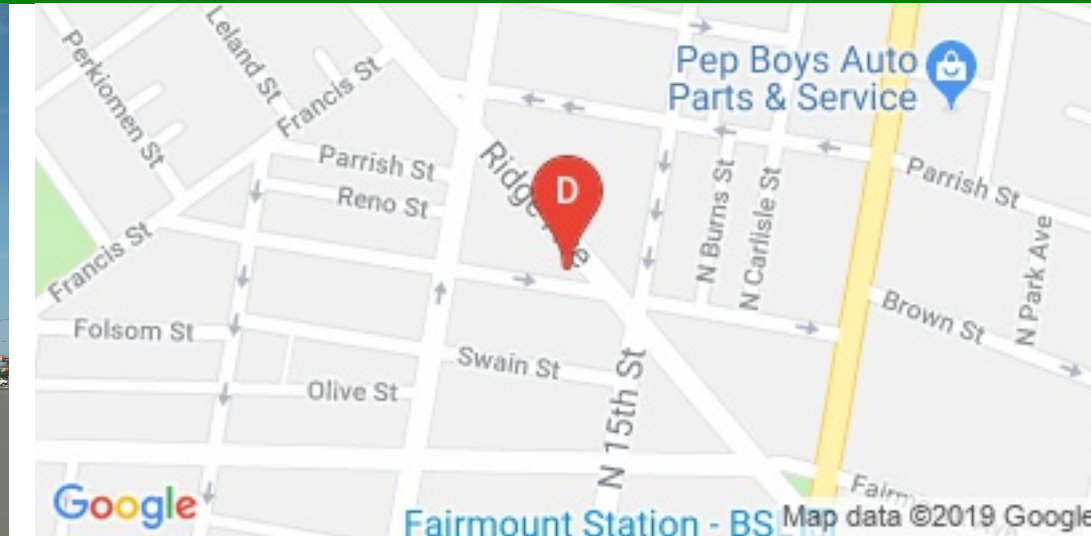 Leland St
Perkiomen St
Francis St
Pep Boys Auto
Parts & Service
Parrish St
Reno St
Ridge Ave
D
N Burns St
N Carlisle St
Parrish St
N Park Ave
Francis St
Folsom St
Brown St
Swain St
Olive St
N 15th St
Google
Fairmount Station - BS
Map data ©2019 Google